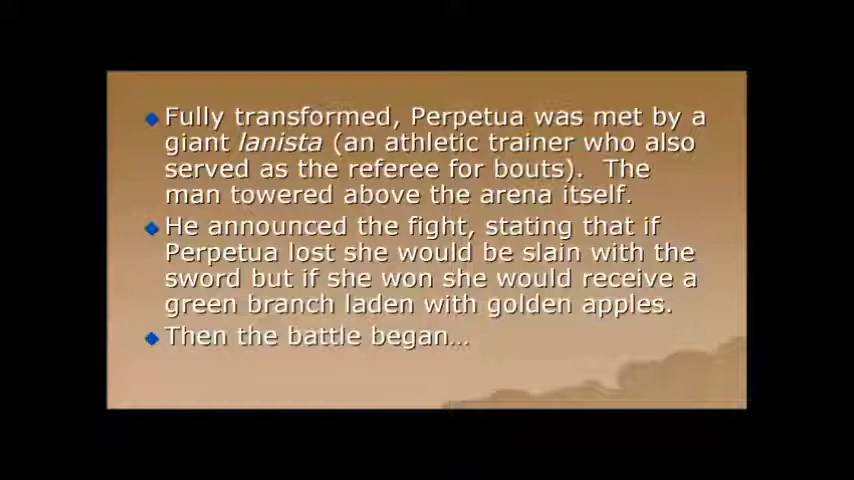 Fully transformed, Perpetua was met by a
giant lanista (an athletic trainer who also
served as the referee for bouts).  The
man towered above the arena itself.
He announced the fight, stating that if
Perpetua lost she would be slain with the
sword but if she won she would receive a
green branch laden with golden apples.
Then the battle began…